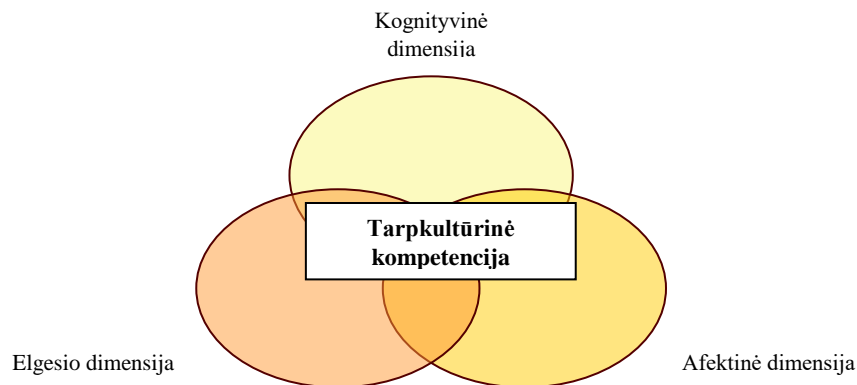 Kognityvinė
dimensija
Tarpkultūrinė
kompetencija
Elgesio dimensija
Afektinė dimensija